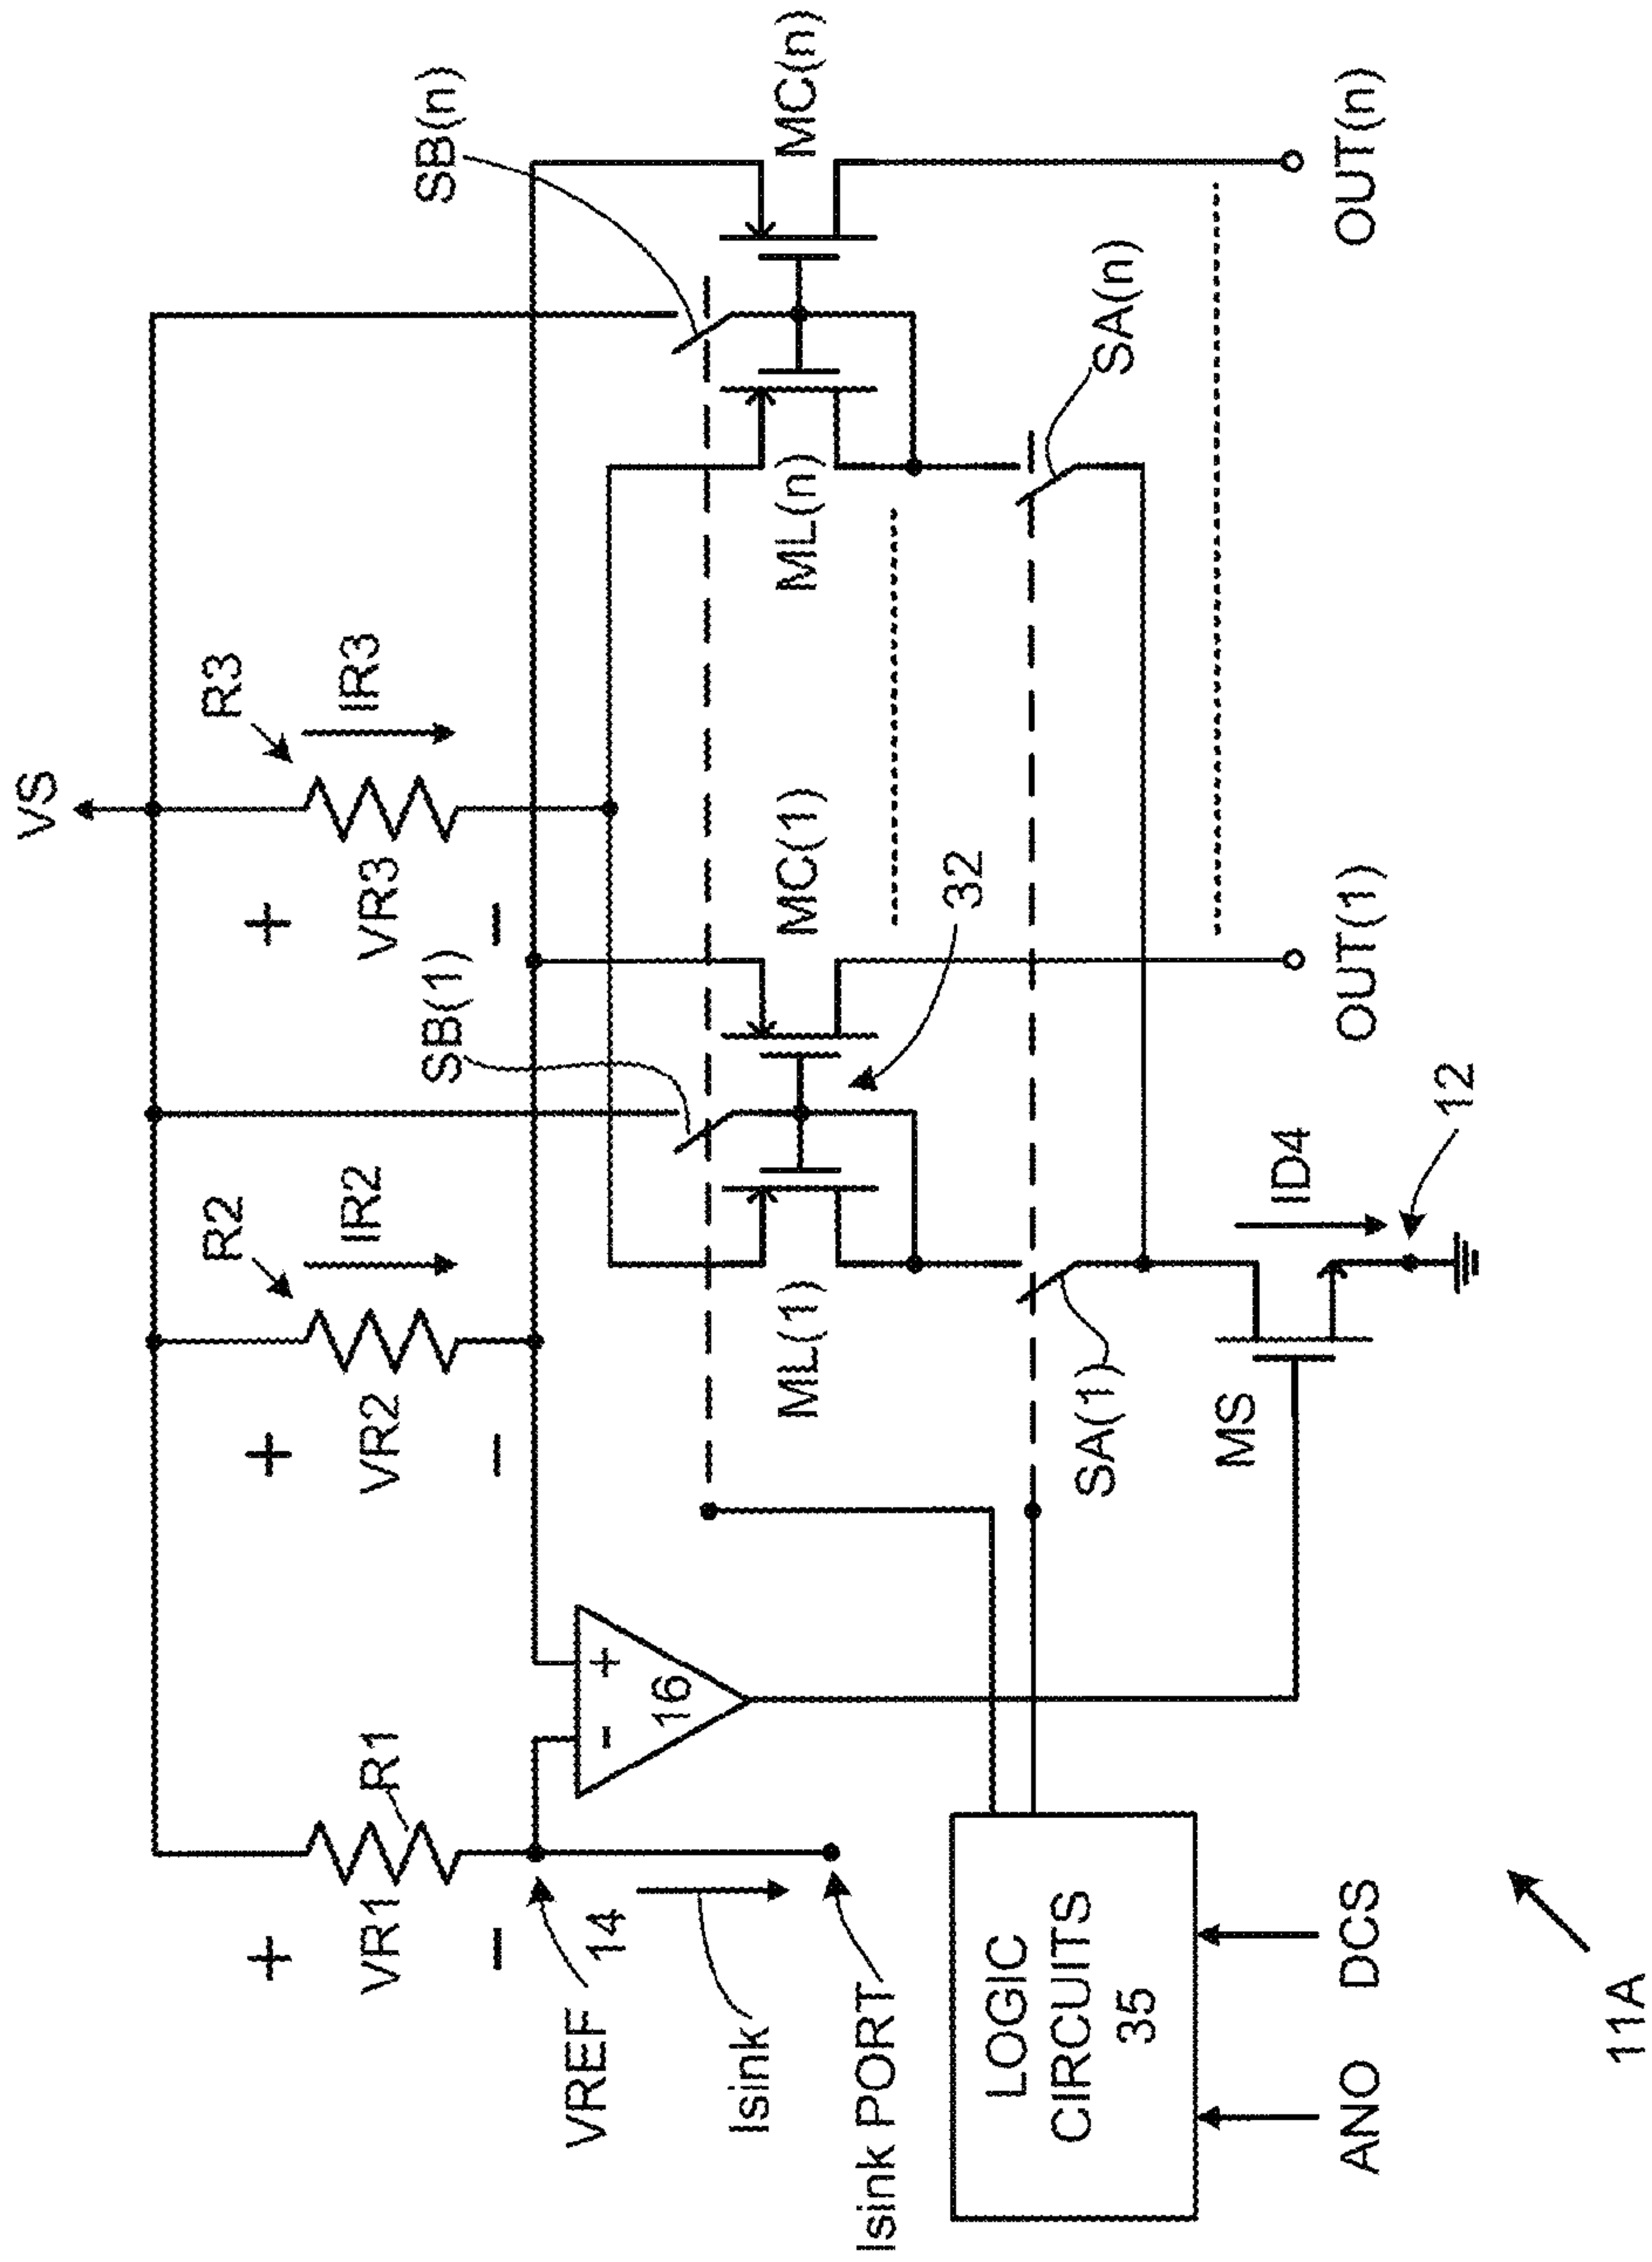 VS
R2
R3
+
+
+
VR1
R1
VR2
IR2
VR3
IR3
SB(1)
SB(n)
−
−
−
VREF
14
- +
16
Isink
ML(1)
MC(1)
ML(n)
MC(n)
Isink PORT
32
LOGIC
CIRCUITS
35
SA(1)
SA(n)
MS
ID4
ANO
DCS
OUT(1)
OUT(n)
12
11A